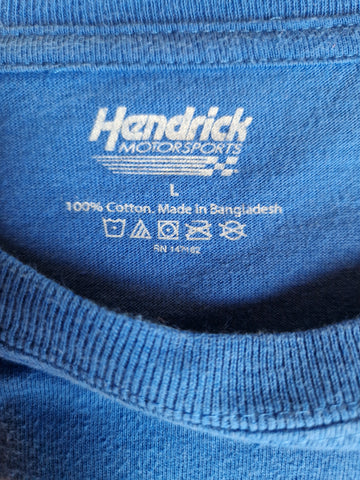 Hendrick
MOTORSPORTS
L
100% Cotton, Made in Bangladesh